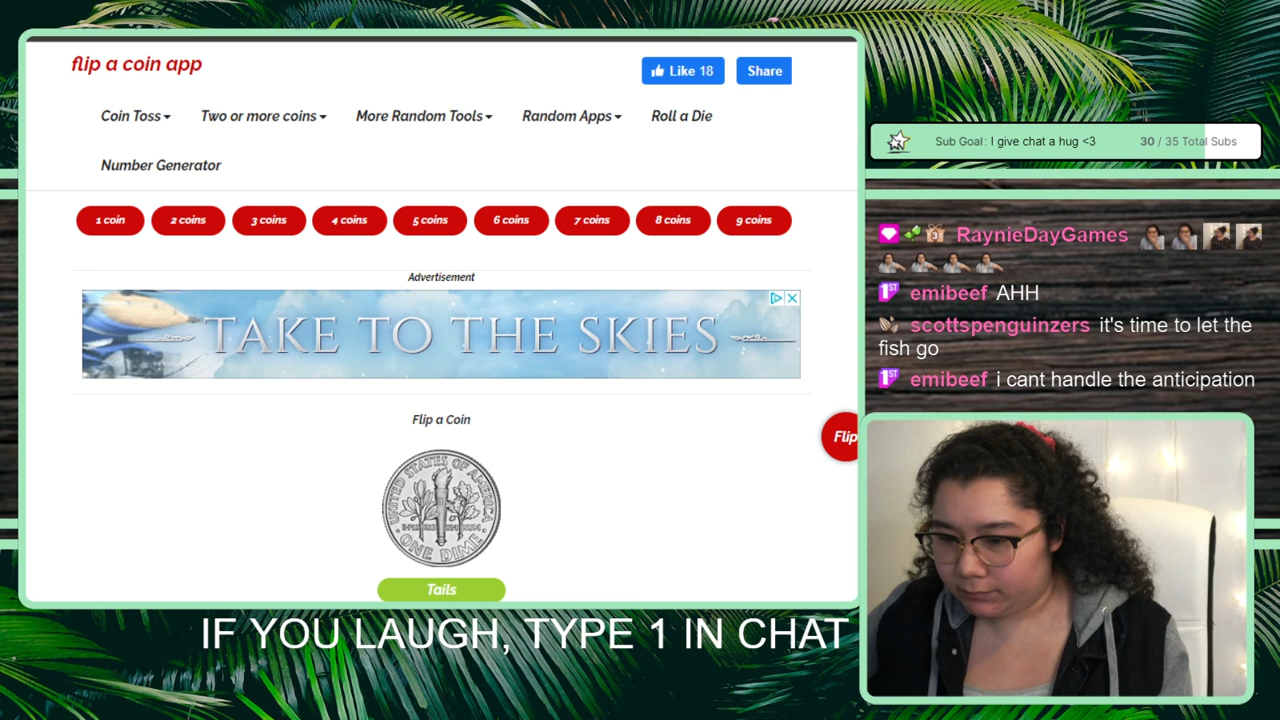 flip a coin app
Like 18
Share
Coin Toss
Two or more coins
More Random Tools
Random Apps
Roll a Die
Number Generator
1 coin
2 coins
3 coins
4 coins
5 coins
6 coins
7 coins
8 coins
9 coins
Advertisement
TAKE TO THE SKIES
Flip a Coin
Flip
UNITED STATES OF AMERICA
ONE DIME
Tails
IF YOU LAUGH, TYPE 1 IN CHAT
Sub Goal: I give chat a hug <3 30 / 35 Total Subs
3 RaynieDayGames
1ST emibeef AHH
scottspenguinzers it's time to let the
fish go
1ST emibeef i cant handle the anticipation